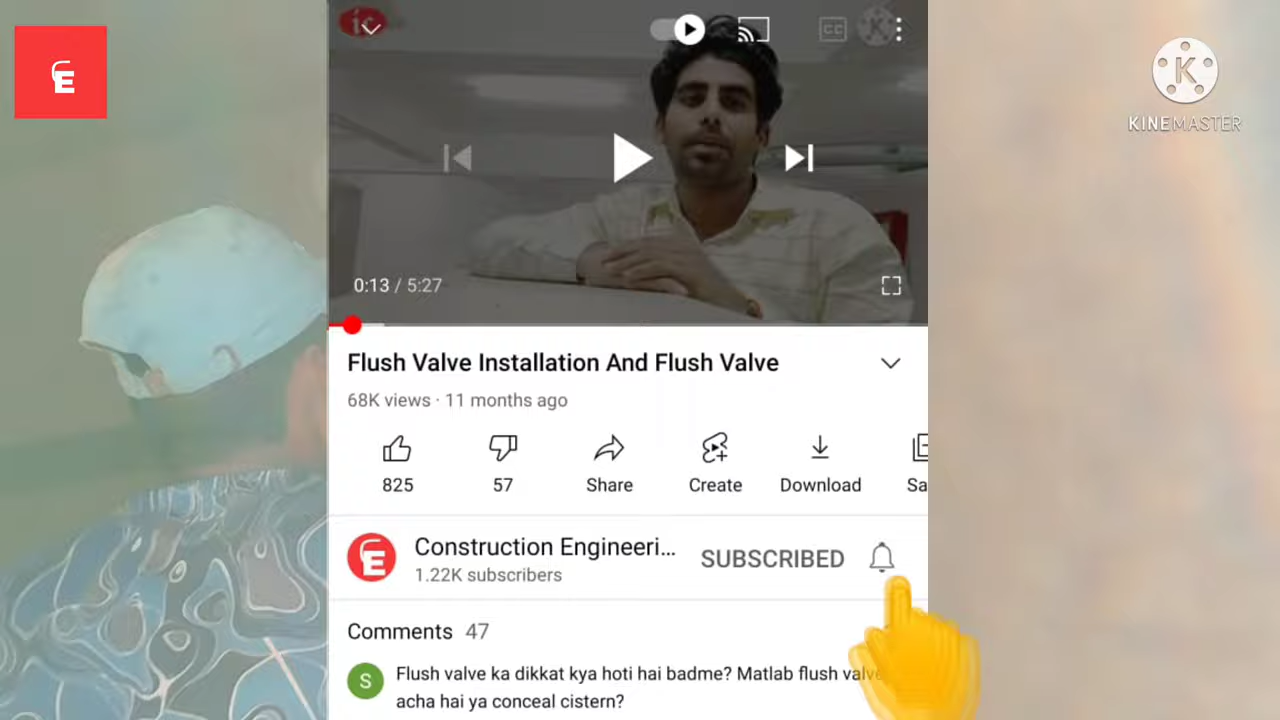 E
CC
K
K
KINEMASTER
0:13 / 5:27
Flush Valve Installation And Flush Valve
68K views · 11 months ago
825
57
Share
Create
Download
Sa
E
Construction Engineeri...
1.22K subscribers
SUBSCRIBED
Comments 47
S
Flush valve ka dikkat kya hoti hai badme? Matlab flush valve
acha hai ya conceal cistern?